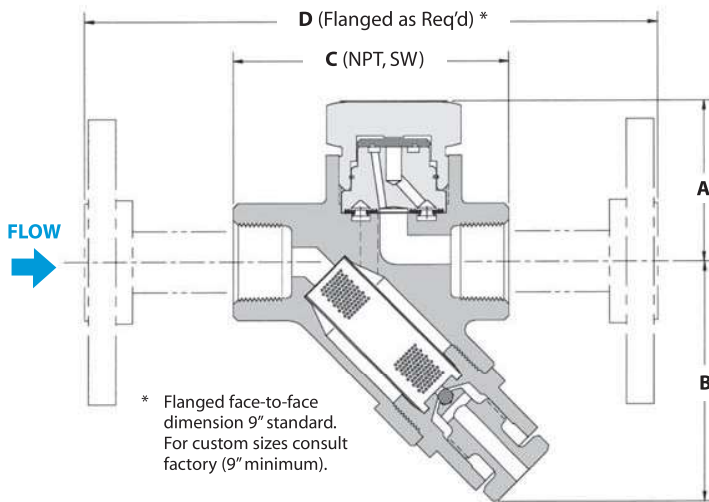 D (Flanged as Req'd) *
C (NPT, SW)
A
FLOW
B
* Flanged face-to-face
dimension 9” standard.
For custom sizes consult
factory (9” minimum).